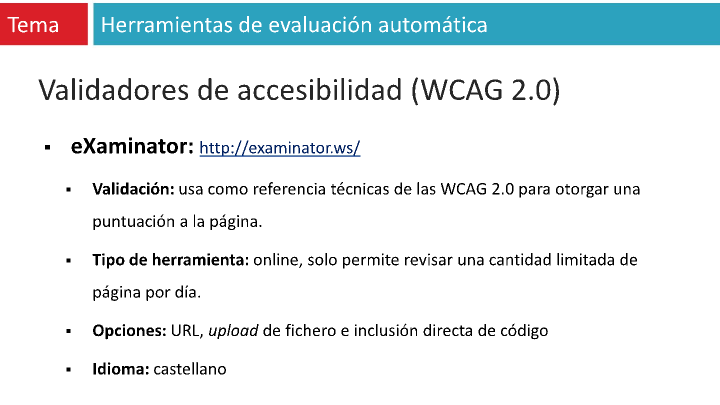 Tema
Herramientas de evaluación automática
Validadores de accesibilidad (WCAG 2.0)
▪ eXaminator: http://examinator.ws/
▪ Validación: usa como referencia técnicas de las WCAG 2.0 para otorgar una
puntuación a la página.
▪ Tipo de herramienta: online, solo permite revisar una cantidad limitada de
página por día.
▪ Opciones: URL, upload de fichero e inclusión directa de código
▪ Idioma: castellano